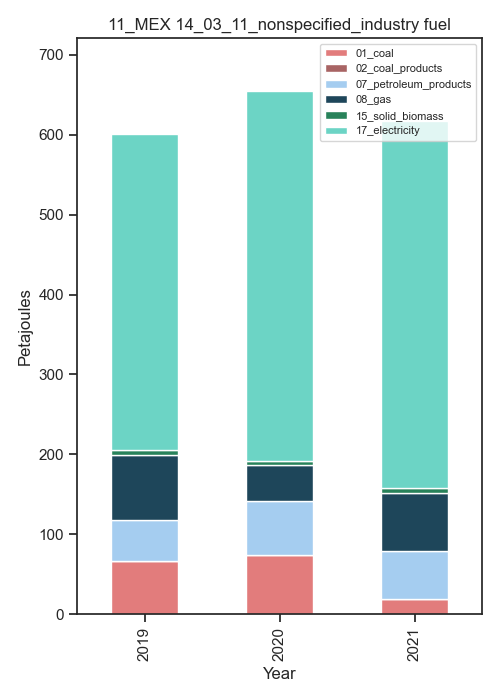 11_MEX 14_03_11_nonspecified_industry fuel
700
600
500
400
300
200
100
0
Petajoules
01_coal
02_coal_products
07_petroleum_products
08_gas
15_solid_biomass
17_electricity
2019
2020
2021
Year